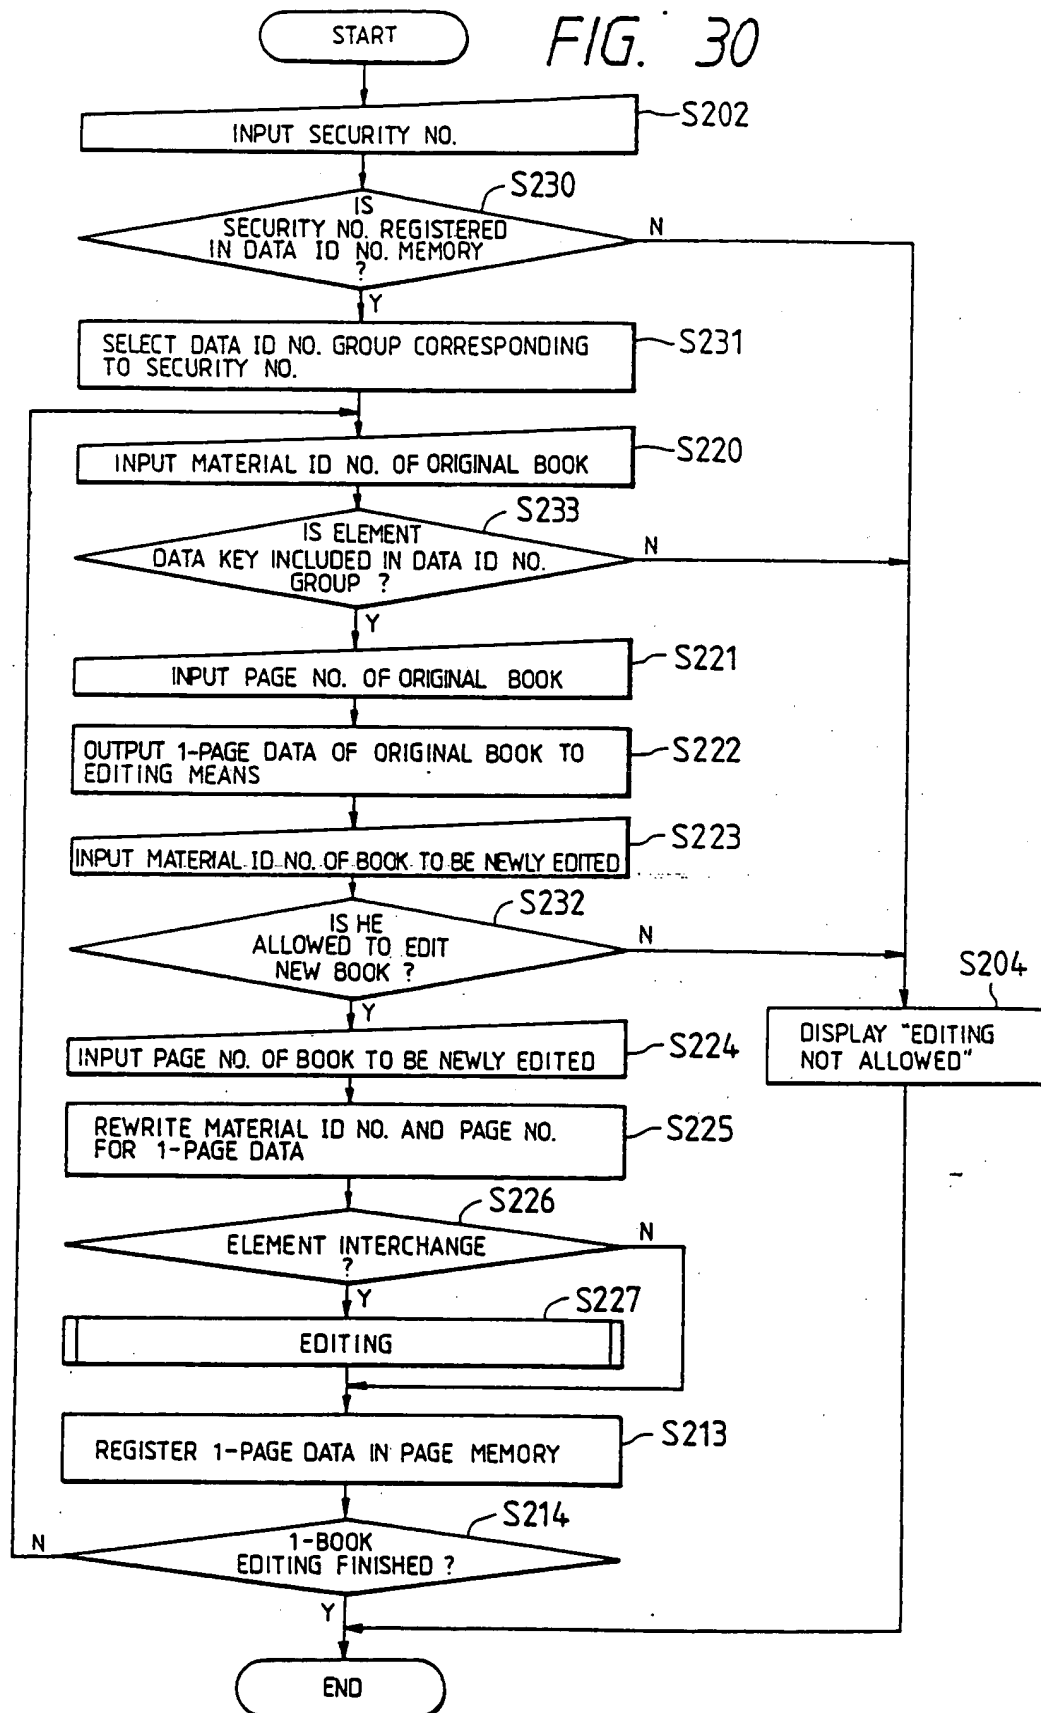 START
FIG. 30
INPUT SECURITY NO.
S202
S230
IS
SECURITY NO. REGISTERED
IN DATA ID NO. MEMORY
?
N
Y
SELECT DATA ID NO. GROUP CORRESPONDING
TO SECURITY NO.
S231
INPUT MATERIAL ID NO. OF ORIGINAL BOOK
S220
S233
IS ELEMENT
DATA KEY INCLUDED IN DATA ID NO.
GROUP ?
N
Y
INPUT PAGE NO. OF ORIGINAL BOOK
S221
OUTPUT 1-PAGE DATA OF ORIGINAL BOOK TO
EDITING MEANS
S222
INPUT MATERIAL ID NO. OF BOOK TO BE NEWLY EDITED
S223
S232
IS HE
ALLOWED TO EDIT
NEW BOOK ?
N
Y
S204
DISPLAY "EDITING
NOT ALLOWED"
INPUT PAGE NO. OF BOOK TO BE NEWLY EDITED
S224
REWRITE MATERIAL ID NO. AND PAGE NO.
FOR 1-PAGE DATA
S225
S226
ELEMENT INTERCHANGE
?
N
Y
S227
EDITING
REGISTER 1-PAGE DATA IN PAGE MEMORY
S213
S214
1-BOOK
EDITING FINISHED ?
N
Y
END